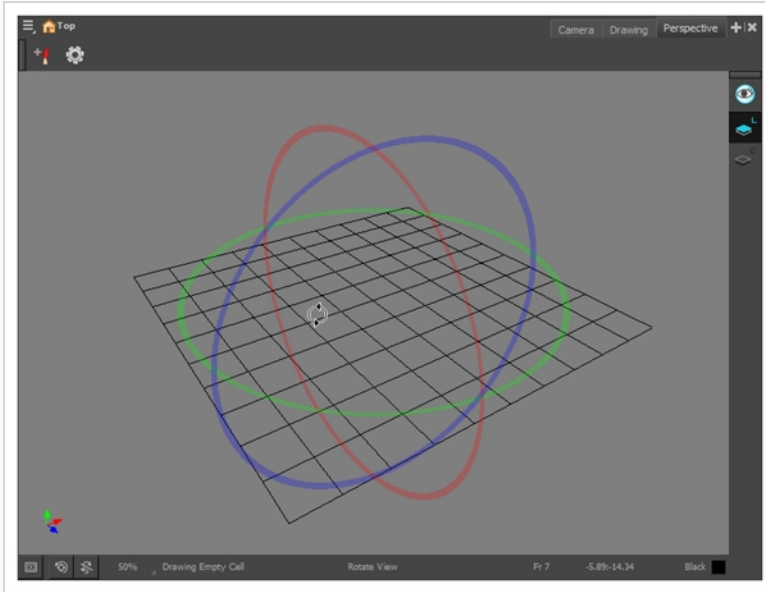 Top
Camera Drawing Perspective
L
C
50% Drawing Empty Cell Rotate View Fr 7 -5.89:-14.34 Black